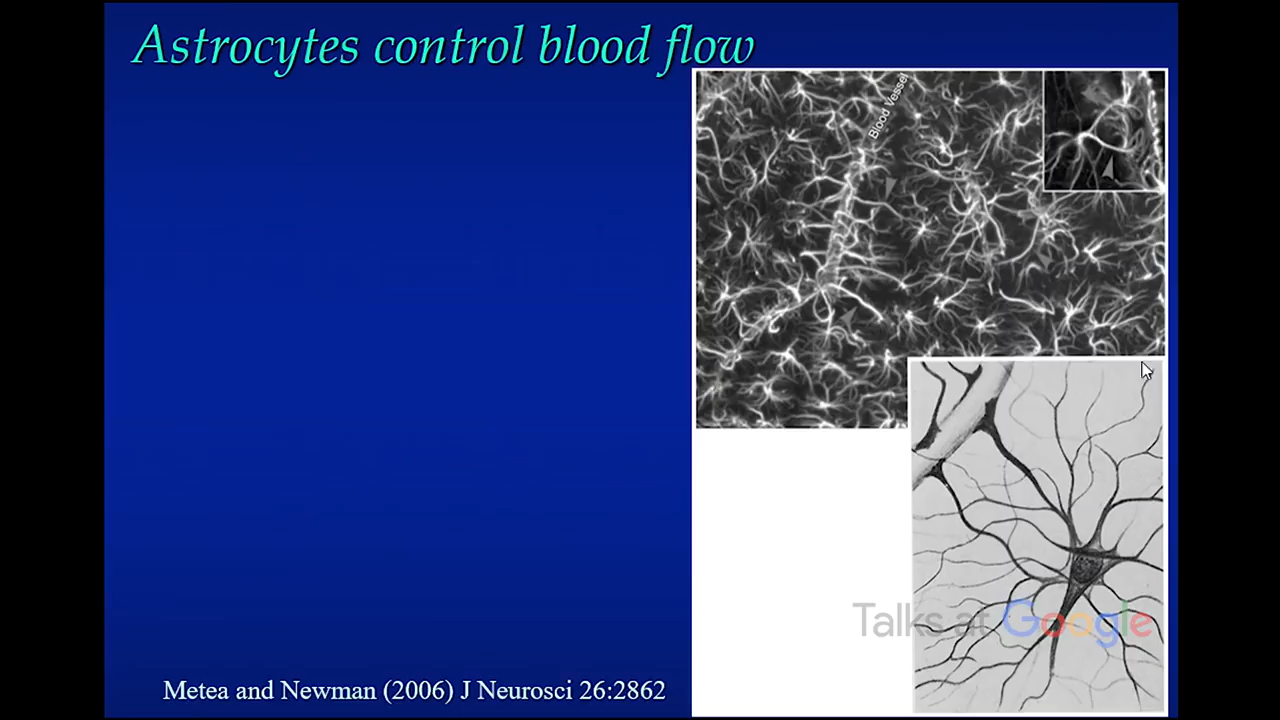 Astrocytes control blood flow
Blood Vessel
Talks at Google
Metea and Newman (2006) J Neurosci 26:2862